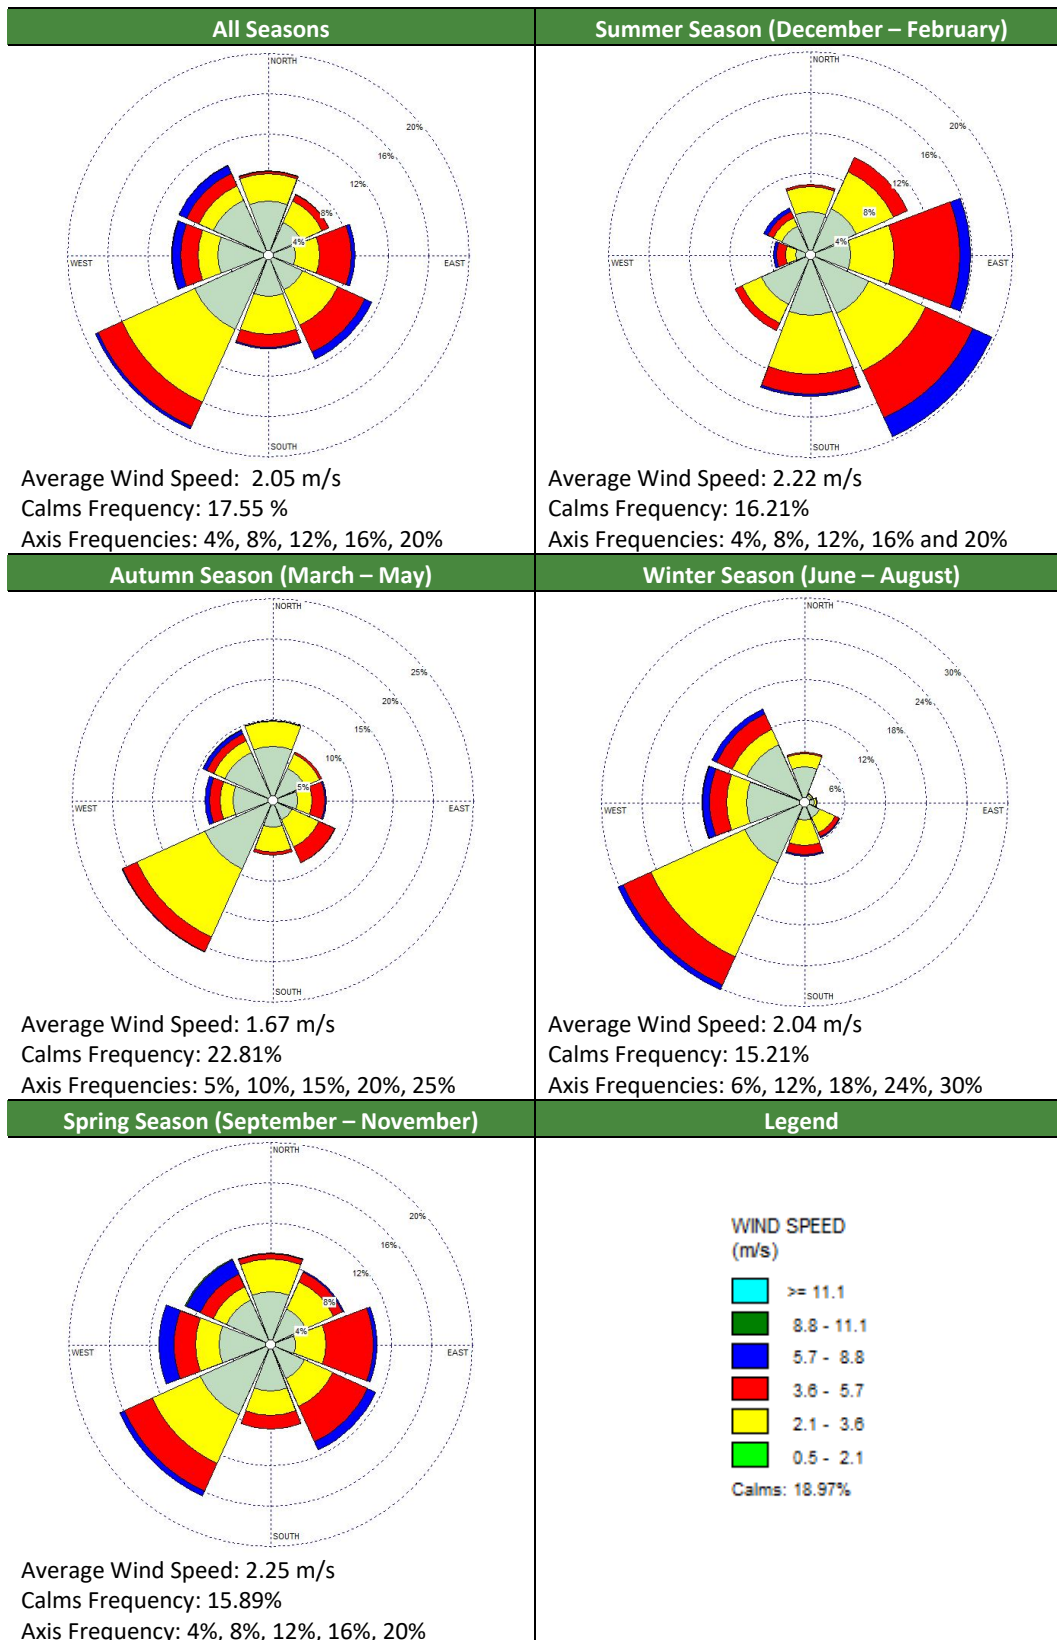 All Seasons
NORTH
20%
16%
12%
8%
4%
WEST
EAST
SOUTH
Average Wind Speed:  2.05 m/s
Calms Frequency: 17.55 %
Axis Frequencies: 4%, 8%, 12%, 16%, 20%
Summer Season (December – February)
NORTH
20%
16%
12%
8%
4%
WEST
EAST
SOUTH
Average Wind Speed: 2.22 m/s
Calms Frequency: 16.21%
Axis Frequencies: 4%, 8%, 12%, 16% and 20%
Autumn Season (March – May)
NORTH
25%
20%
15%
10%
5%
WEST
EAST
SOUTH
Average Wind Speed: 1.67 m/s
Calms Frequency: 22.81%
Axis Frequencies: 5%, 10%, 15%, 20%, 25%
Winter Season (June – August)
NORTH
30%
24%
18%
12%
6%
WEST
EAST
SOUTH
Average Wind Speed: 2.04 m/s
Calms Frequency: 15.21%
Axis Frequencies: 6%, 12%, 18%, 24%, 30%
Spring Season (September – November)
NORTH
20%
16%
12%
8%
4%
WEST
EAST
SOUTH
Average Wind Speed: 2.25 m/s
Calms Frequency: 15.89%
Axis Frequency: 4%, 8%, 12%, 16%, 20%
Legend
WIND SPEED
(m/s)
>= 11.1
8.8 - 11.1
5.7 - 8.8
3.6 - 5.7
2.1 - 3.6
0.5 - 2.1
Calms: 18.97%